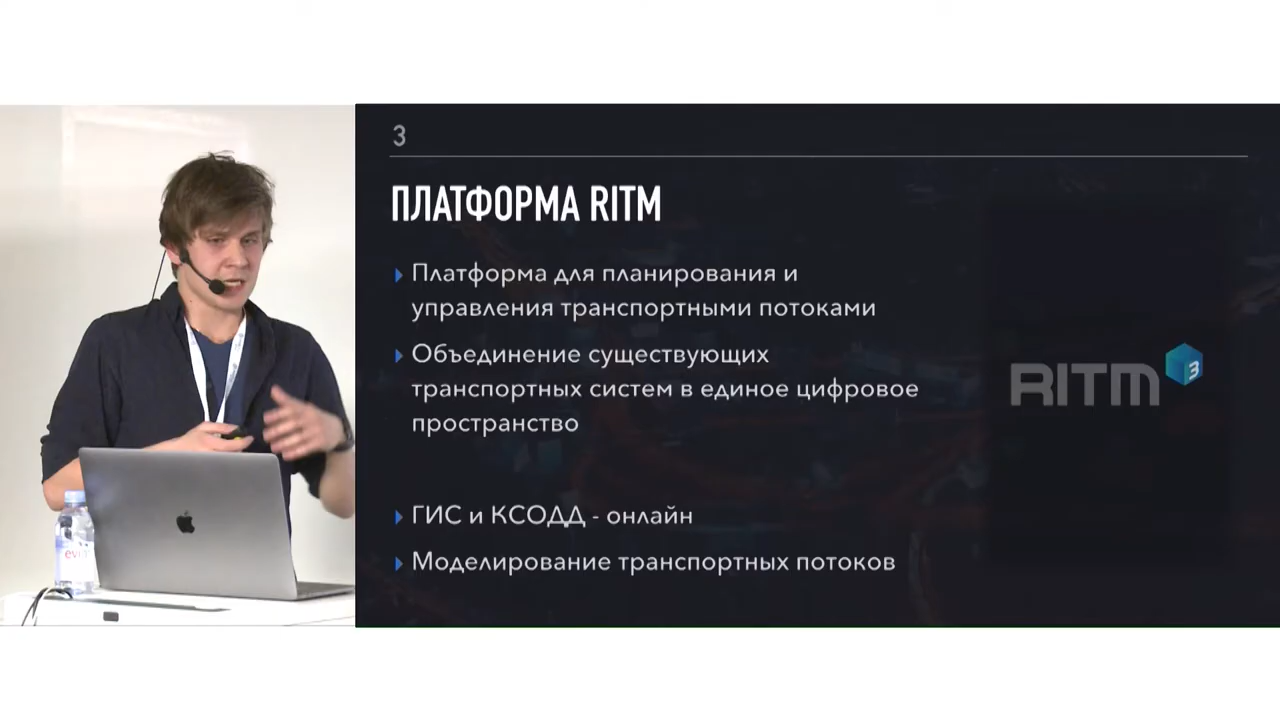 3
ПЛАТФОРМА RITM
Платформа для планирования и
управления транспортными потоками
Объединение существующих
транспортных систем в единое цифровое
пространство
ГИС и КСОДД - онлайн
Моделирование транспортных потоков
RITM
3
evian